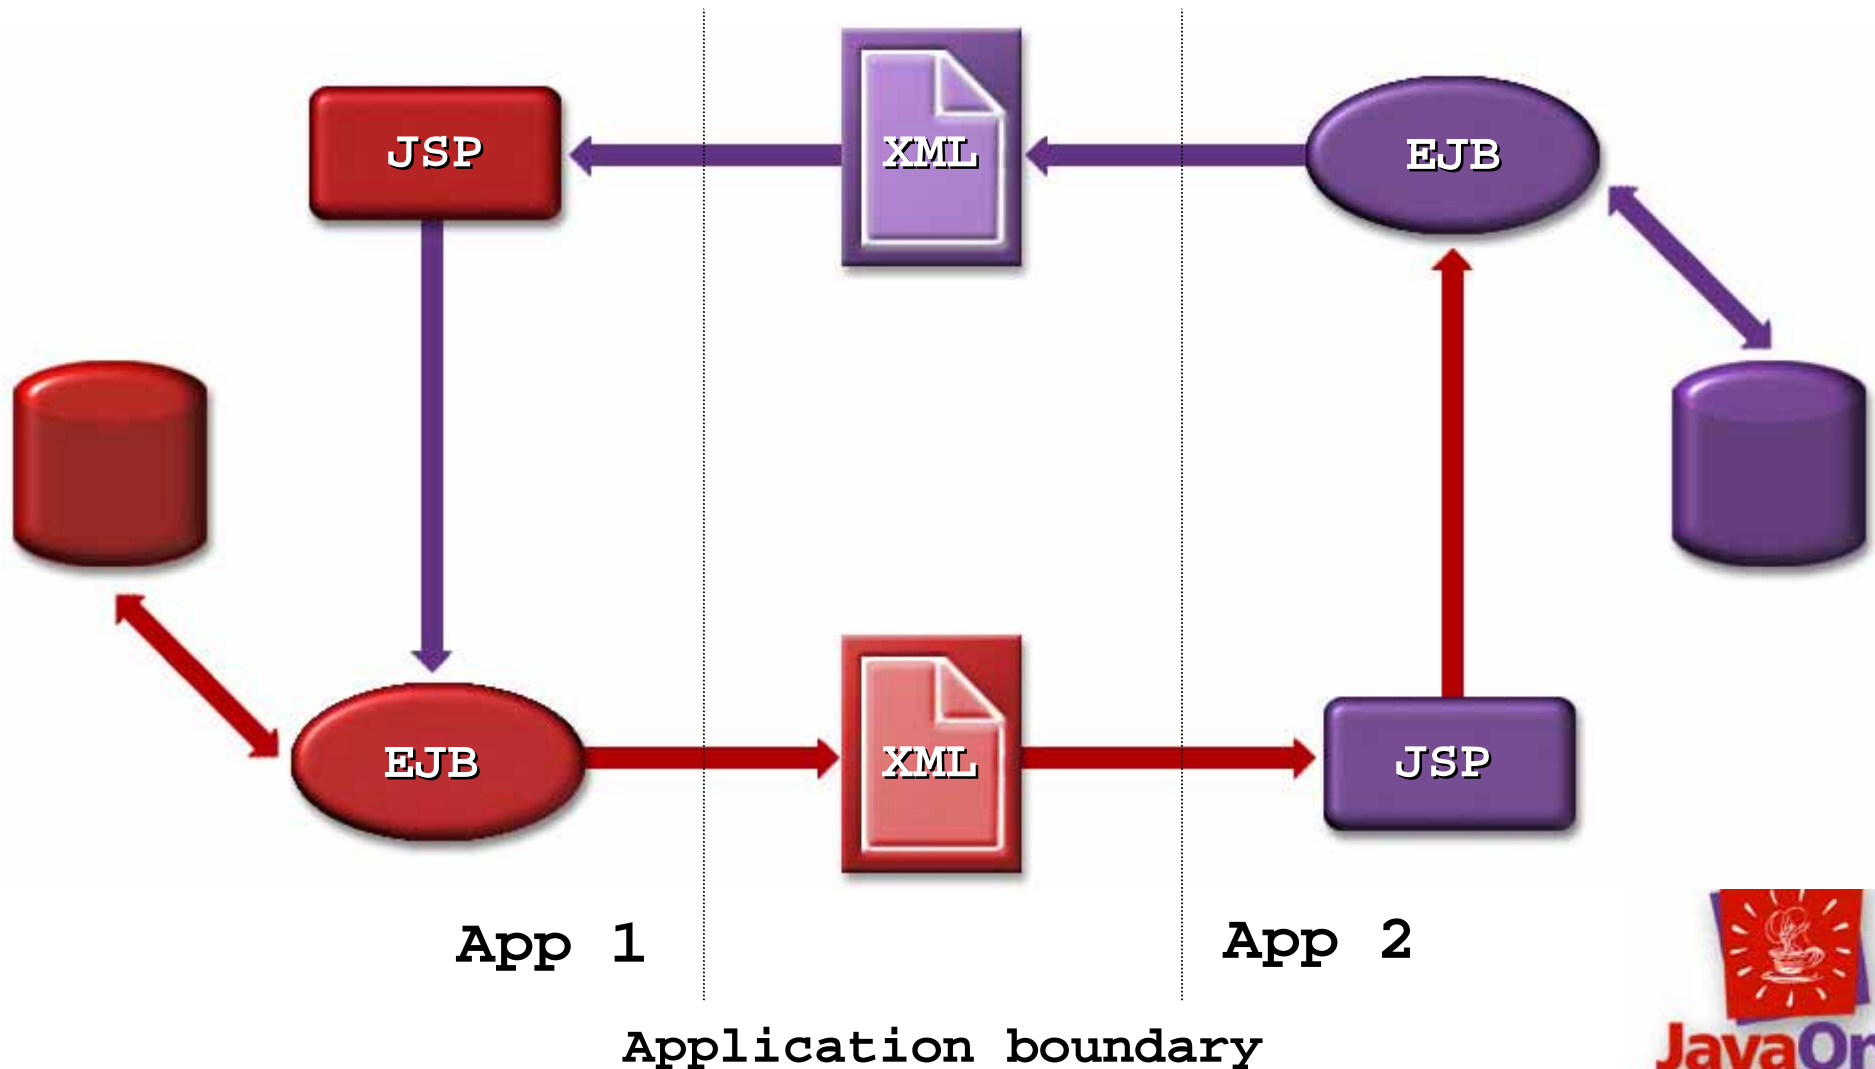 JSP
XML
EJB
EJB
XML
JSP
App 1
App 2
Application boundary